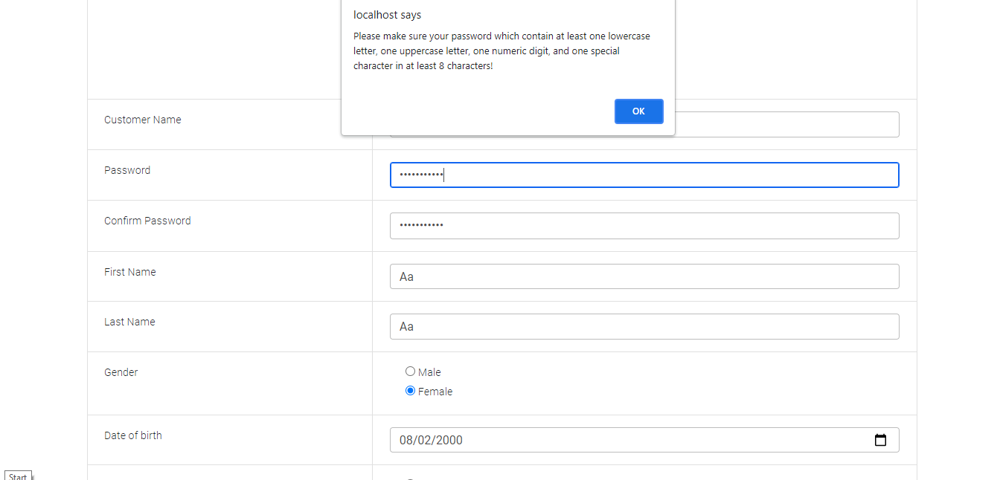 localhost says
Please make sure your password which contain at least one lowercase
letter, one uppercase letter, one numeric digit, and one special
character in at least 8 characters!
OK
Customer Name
Password
•••••••••••
Confirm Password
•••••••••••
First Name
Aa
Last Name
Aa
Gender
Male
Female
Date of birth
08/02/2000
Start